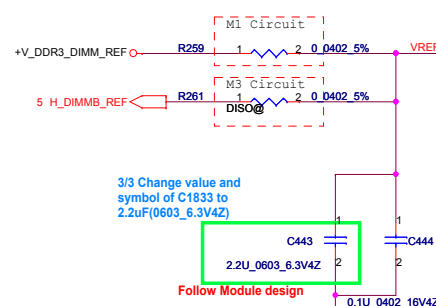 M1 Circuit
+V_DDR3_DIMM_REF R259 1 2 0_0402_5% VREF
M3 Circuit
5 H_DIMMB_REF R261 1 2 0_0402_5%
DISO@
3/3 Change value and
symbol of C1833 to
2.2uF(0603_6.3V4Z)
1 1
C443 C444
2.2U_0603_6.3V4Z 2 2
Follow Module design
0.1U_0402_16V4Z